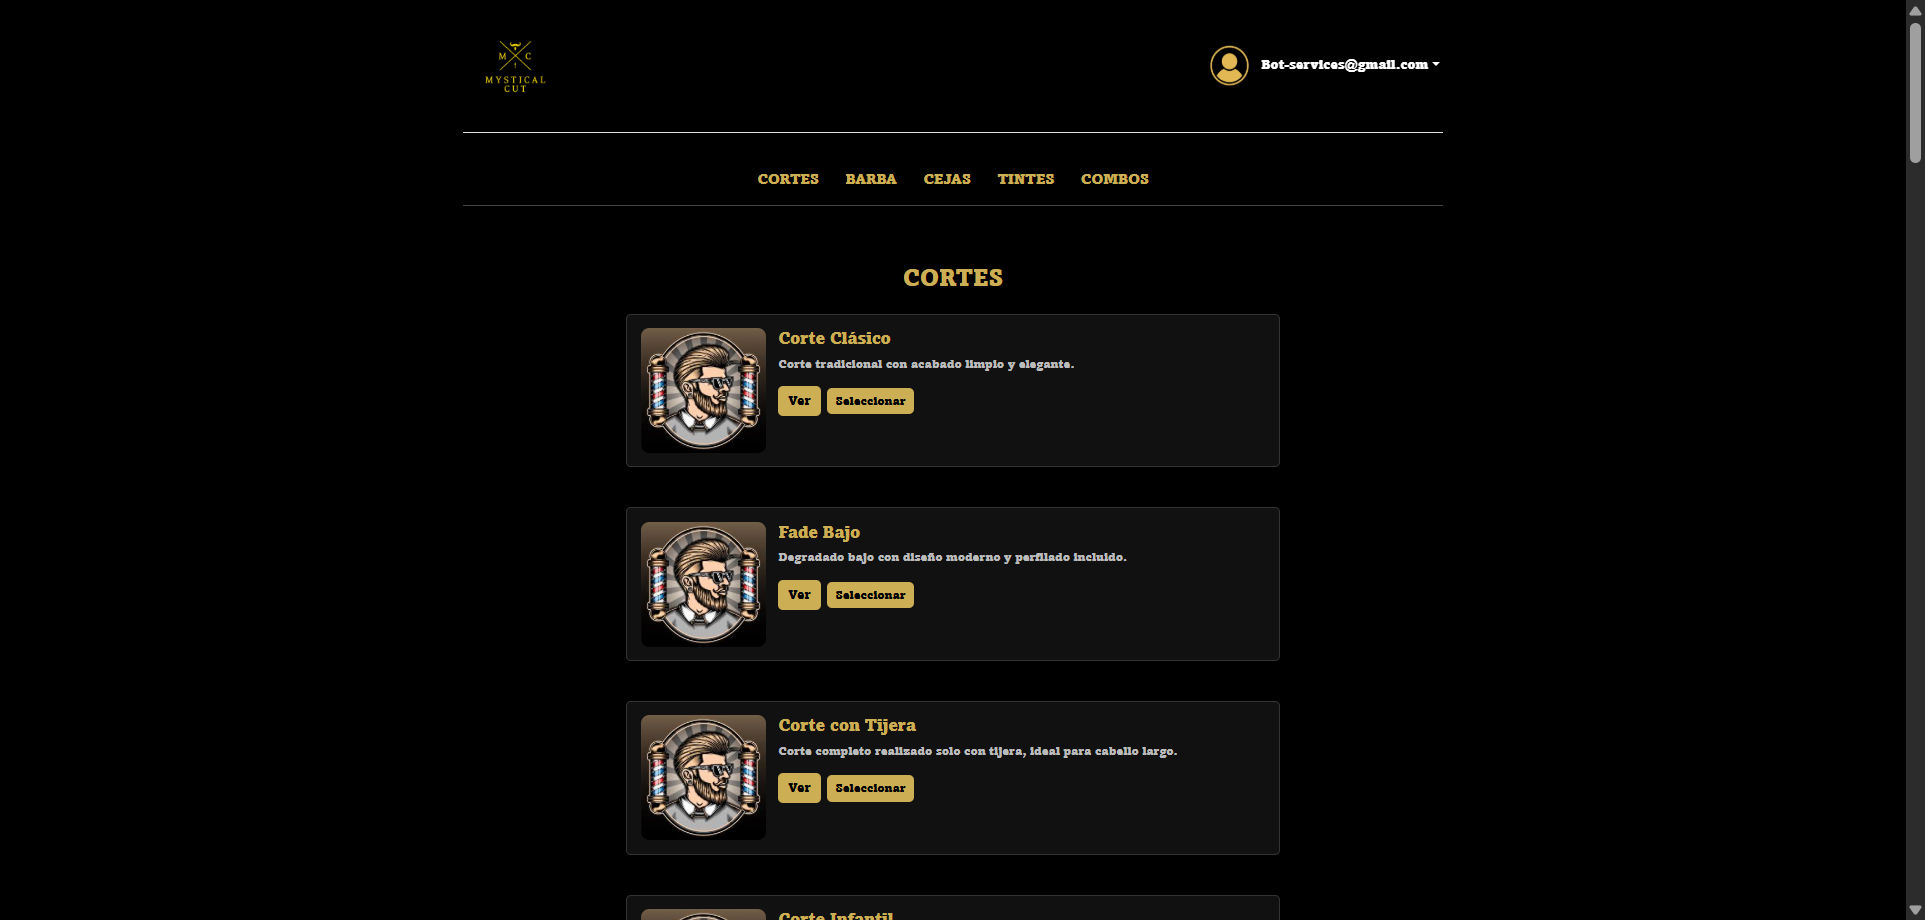 M C
MYSTICAL
CUT
Bot-services@gmail.com
CORTES BARBA CEJAS TINTES COMBOS
CORTES
Corte Clásico
Corte tradicional con acabado limpio y elegante.
Ver Seleccionar
Fade Bajo
Degradado bajo con diseño moderno y perfilado incluido.
Ver Seleccionar
Corte con Tijera
Corte completo realizado solo con tijera, ideal para cabello largo.
Ver Seleccionar
Corte Infantil